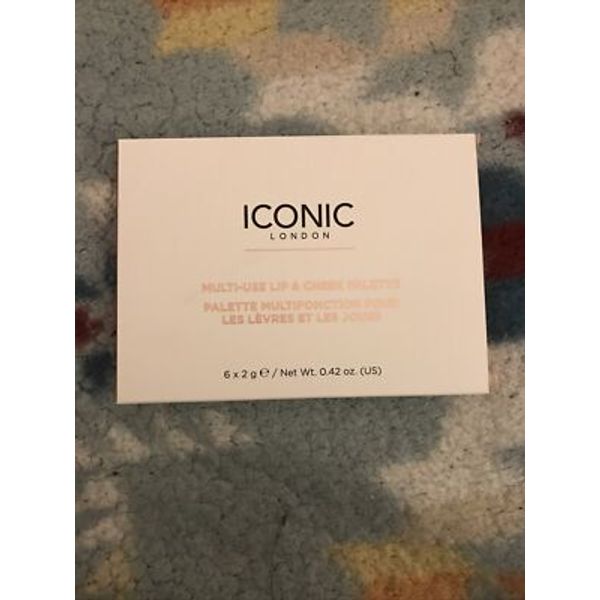 ICONIC
LONDON
MULTI-USE LIP & CHEEK PALETTE
PALETTE MULTIFONCTION POUR
LES LÈVRES ET LES JOUES
6 x 2 g ℮ / Net Wt. 0.42 oz. (US)